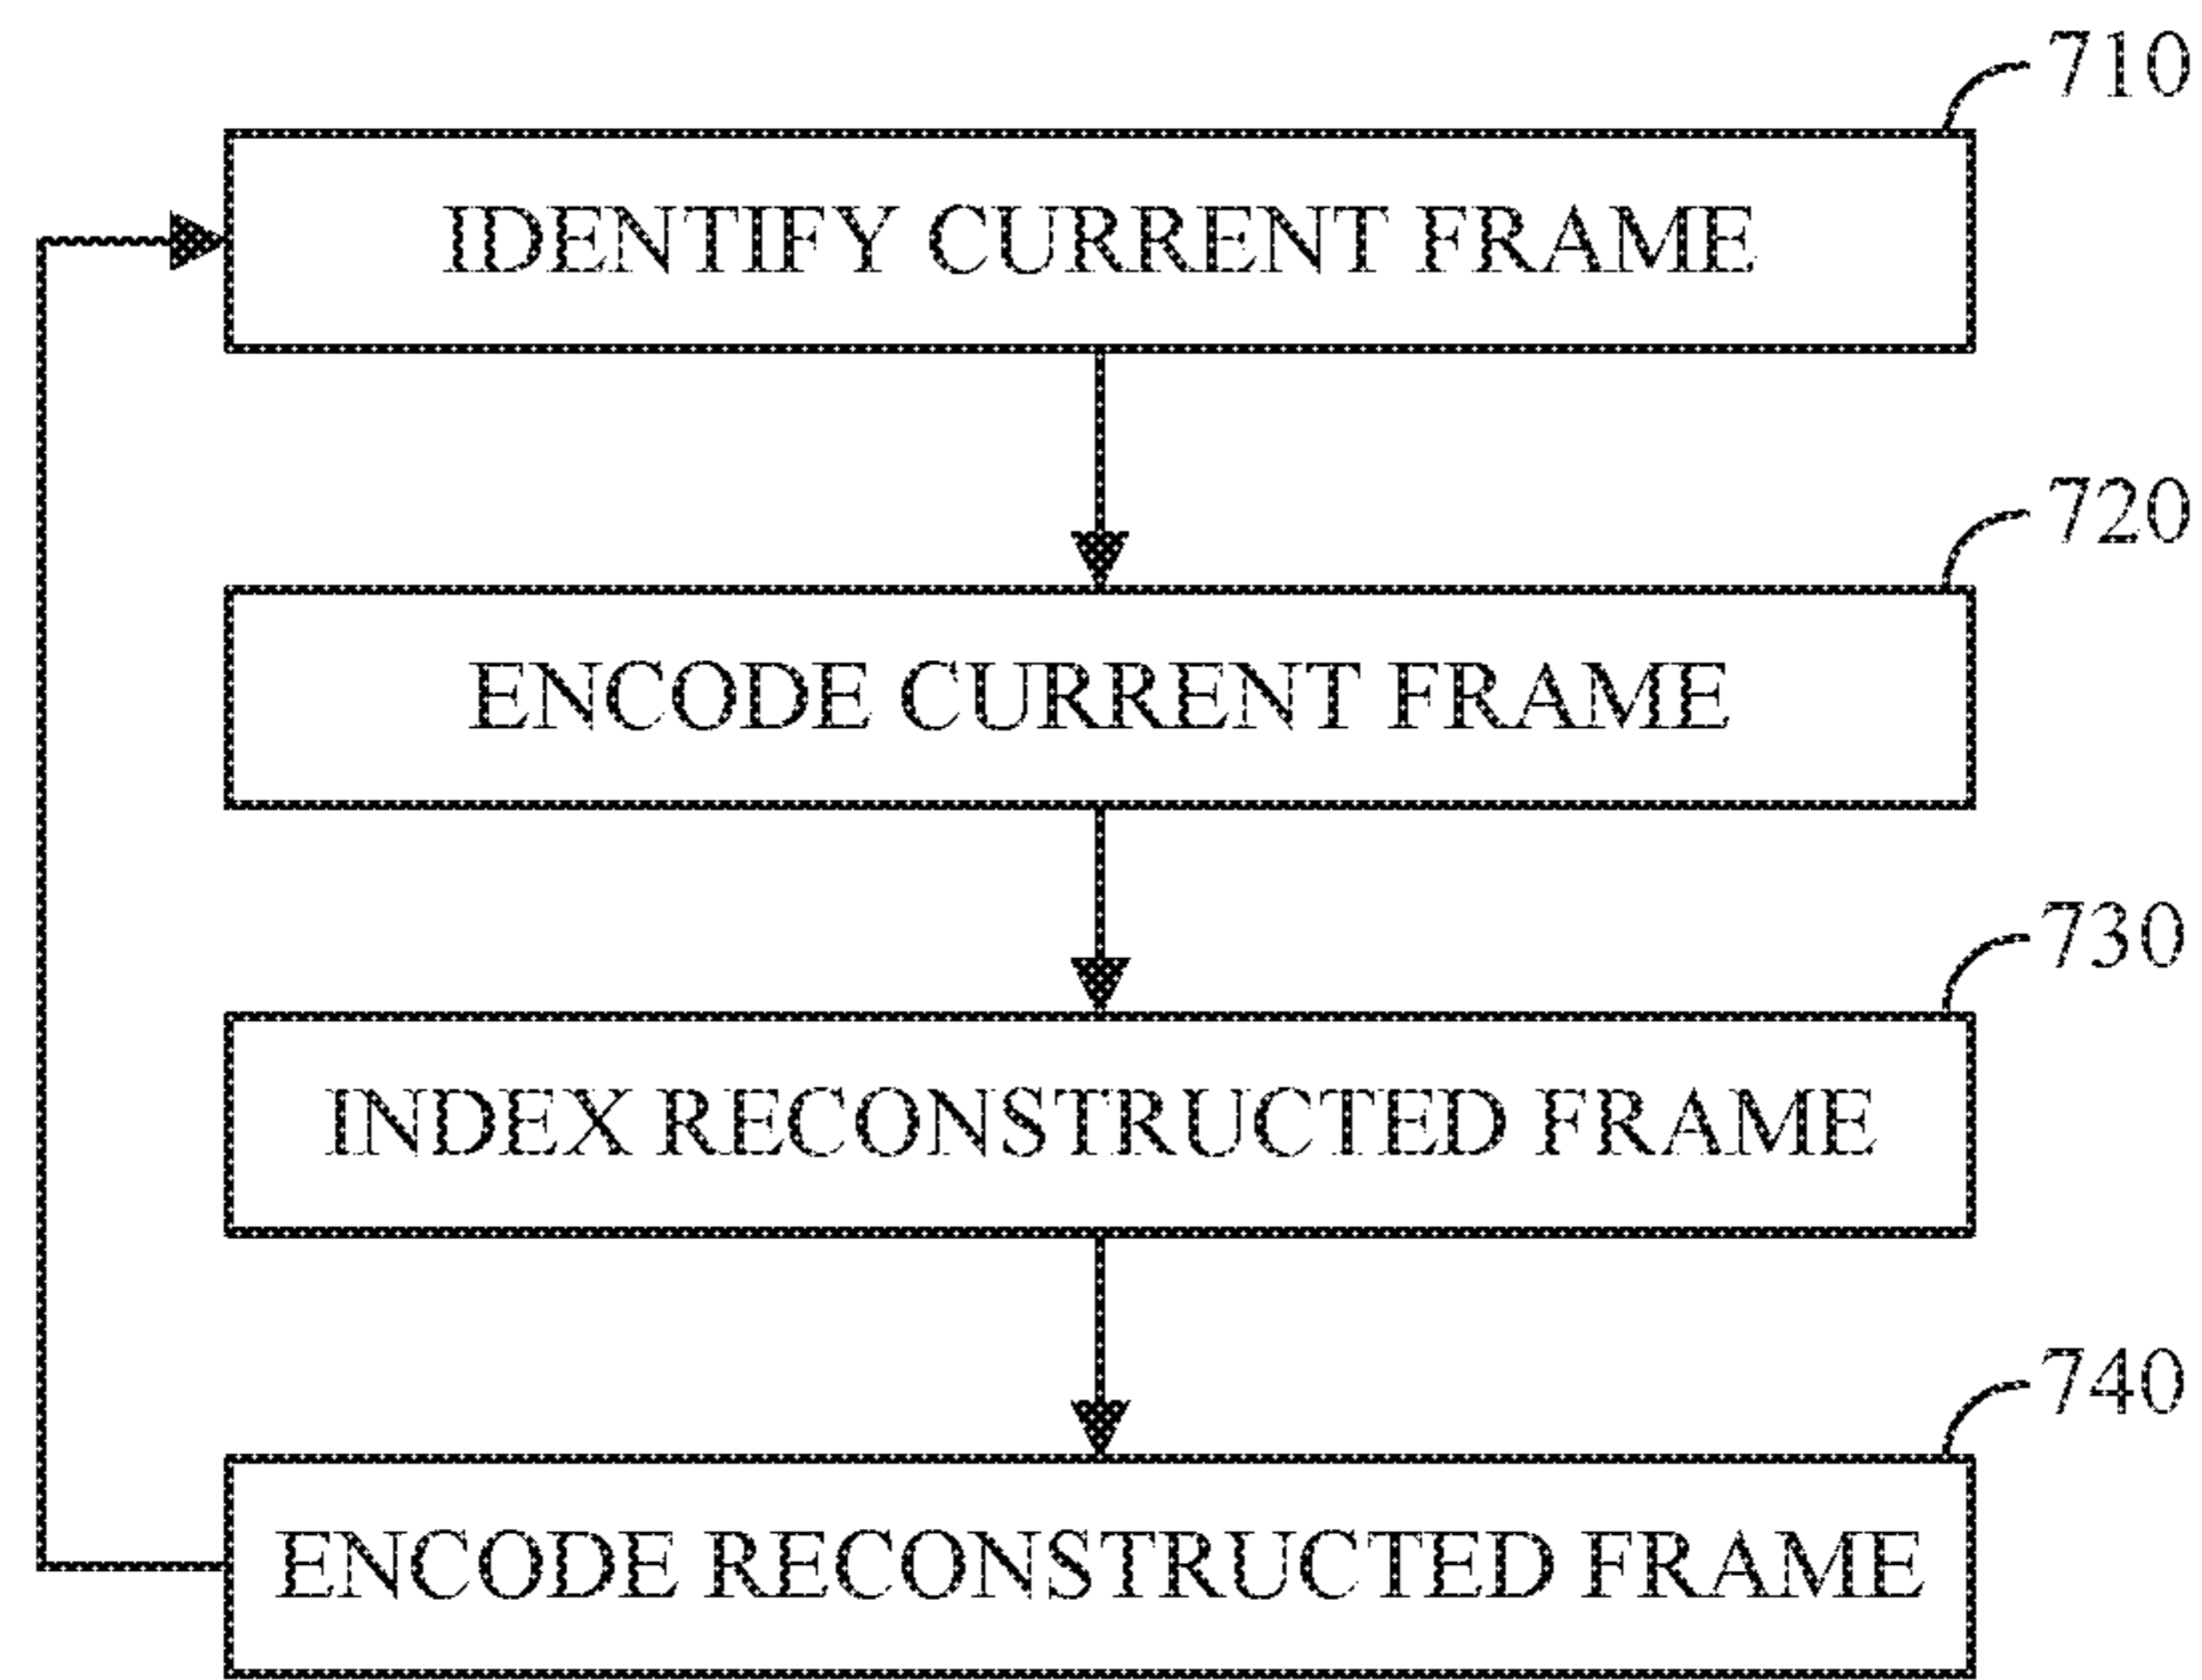 710
IDENTIFY CURRENT FRAME
720
ENCODE CURRENT FRAME
730
INDEX RECONSTRUCTED FRAME
740
ENCODE RECONSTRUCTED FRAME